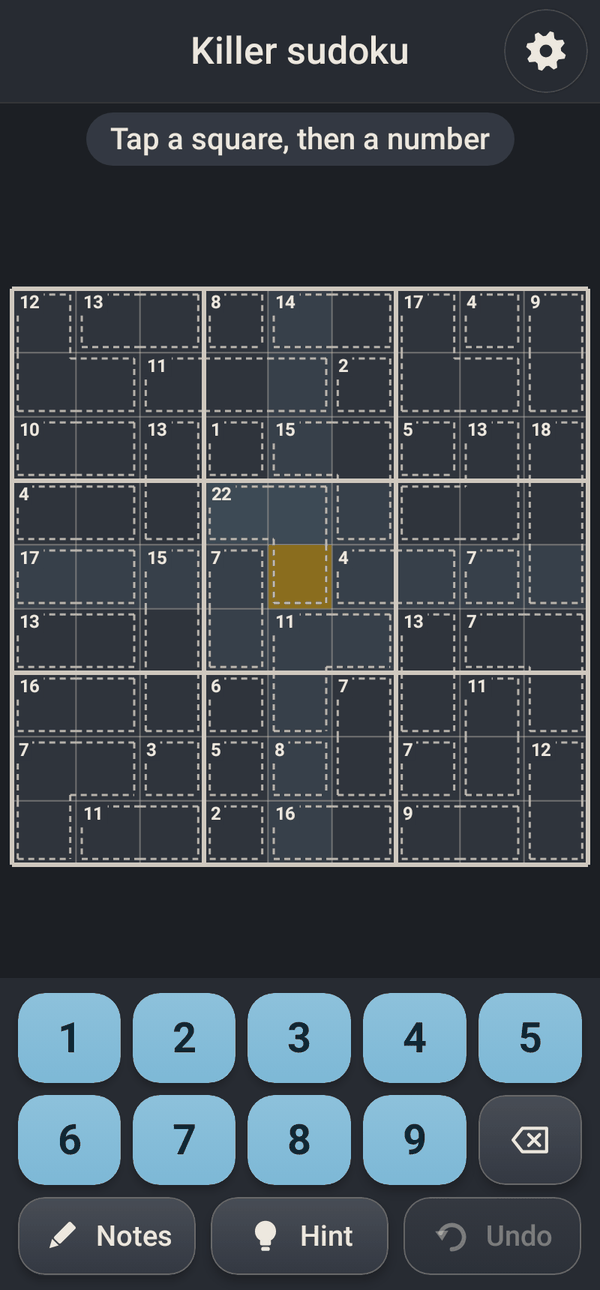 Killer sudoku
Tap a square, then a number
12 13 8 14 17 4 9
11 2
10 13 1 15 5 13 18
4 22
17 15 7 4 7
13 11 13 7
16 6 7 11
7 3 5 8 7 12
11 2 16 9
1 2 3 4 5
6 7 8 9
Notes Hint Undo